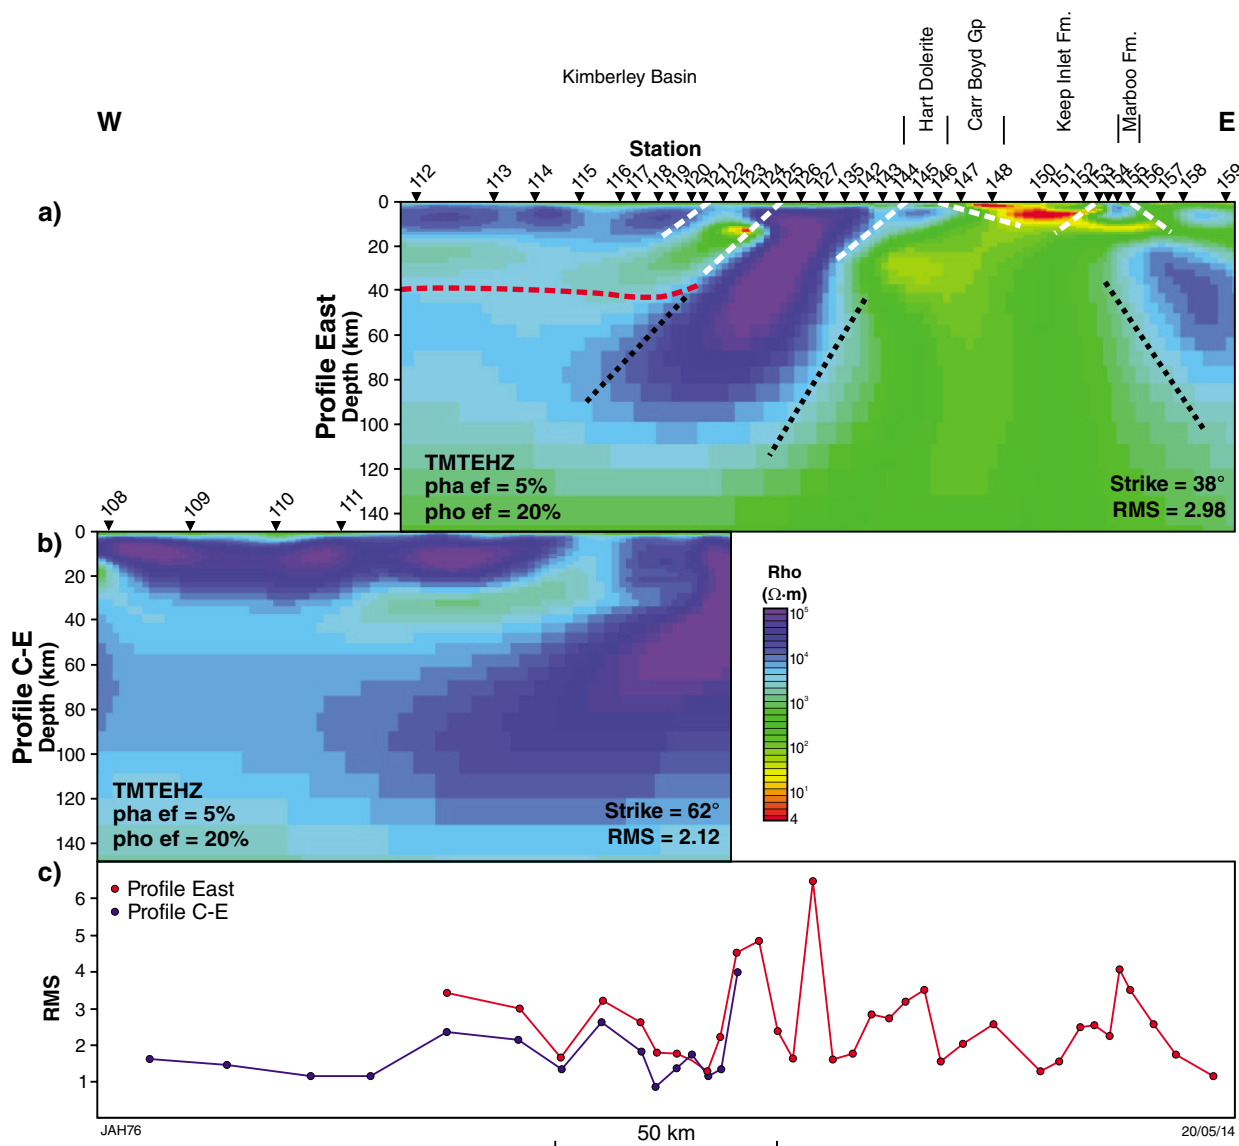 Kimberley Basin
Hart Dolerite
Carr Boyd Gp
Keep Inlet Fm.
Marboo Fm.
W
E
Station
112 113 114 115 116 117 118 119 120 121 122 123 124 125 126 127 135 142 143 144 145 146 147 148 150 151 152 153 154 155 156 157 158 159
a)
Profile East
Depth (km)
0
20
40
60
80
100
120
140
TMTEHZ
pha ef = 5%
pho ef = 20%
Strike = 38°
RMS = 2.98
108 109 110 111
b)
Profile C-E
Depth (km)
0
20
40
60
80
100
120
140
TMTEHZ
pha ef = 5%
pho ef = 20%
Strike = 62°
RMS = 2.12
Rho
(Ω·m)
10⁵
10⁴
10³
10²
10¹
4
c)
Profile East
Profile C-E
RMS
6
5
4
3
2
1
JAH76
50 km
20/05/14